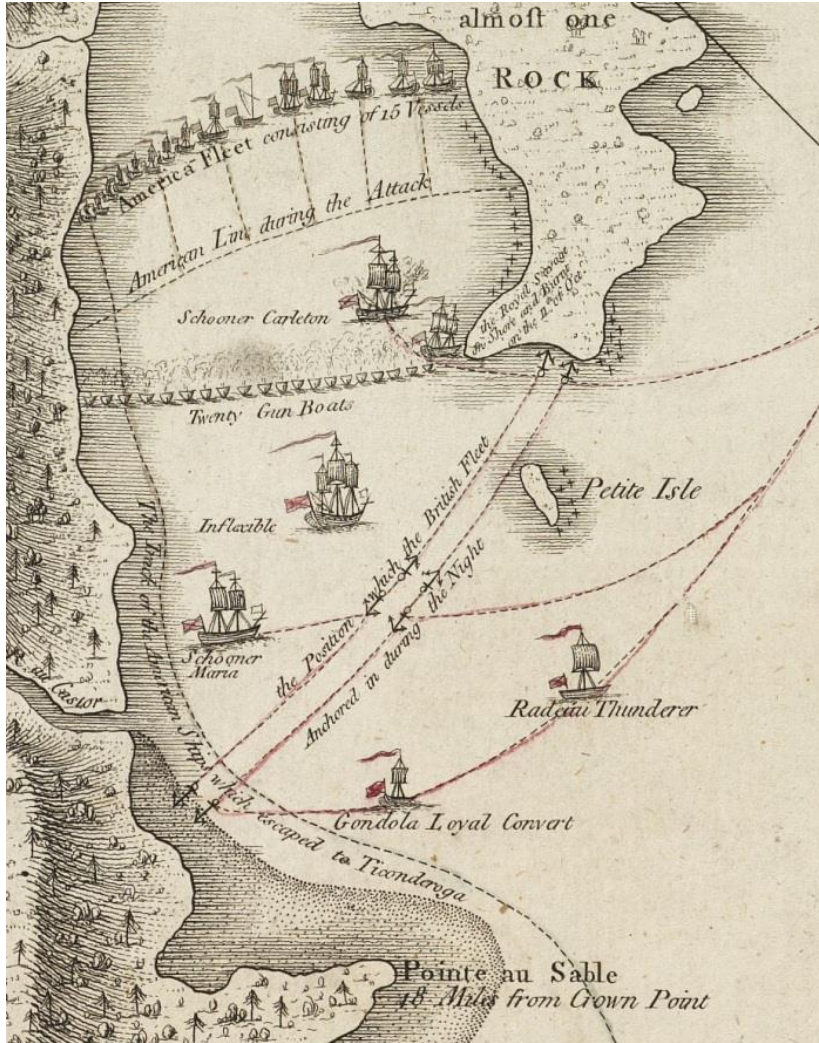 almoſt one
ROCK
America Fleet consisting of 15 Vessels
American Line during the Attack
the Royal Savage
On Shore and Burnt
on the 11th of Oct.r
Schooner Carleton
Twenty Gun Boats
Petite Isle
Inflexible
the Position which the British Fleet
Anchored in during the Night
Schooner
Maria
R. au Castor
Radeau Thunderer
Gondola Loyal Convert
The Track of the American Ships which escaped to Ticonderoga
Pointe au Sable
18 Miles from Crown Point